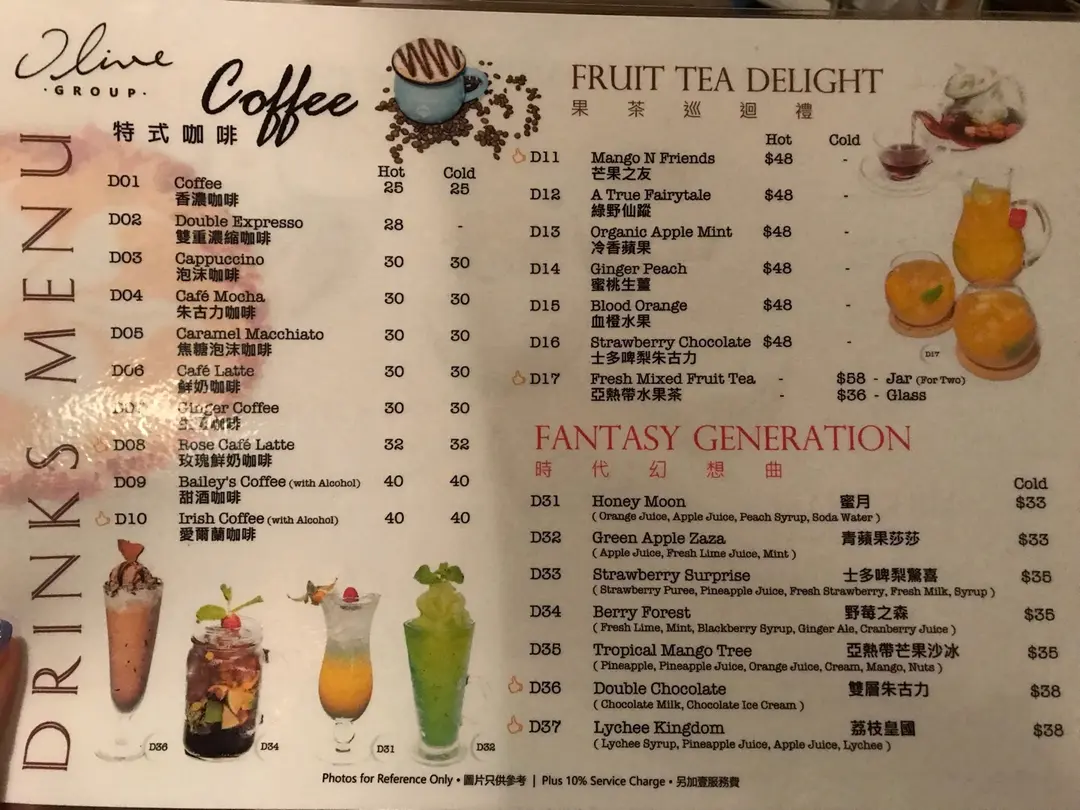 Olive
·GROUP·
DRINKS MENU
Coffee
特式咖啡
Hot Cold
D01 Coffee 25 25
香濃咖啡
D02 Double Expresso 28 -
雙重濃縮咖啡
D03 Cappuccino 30 30
泡沫咖啡
D04 Café Mocha 30 30
朱古力咖啡
D05 Caramel Macchiato 30 30
焦糖泡沫咖啡
D06 Café Latte 30 30
鮮奶咖啡
Ginger Coffee 30 30
咖啡
D08 Rose Café Latte 32 32
玫瑰鮮奶咖啡
D09 Bailey's Coffee (with Alcohol) 40 40
甜酒咖啡
D10 Irish Coffee (with Alcohol) 40 40
愛爾蘭咖啡
D36
D34
D31
D32
FRUIT TEA DELIGHT
果茶巡迴禮
Hot Cold
D11 Mango N Friends $48 -
芒果之友
D12 A True Fairytale $48 -
綠野仙蹤
D13 Organic Apple Mint $48 -
冷香蘋果
D14 Ginger Peach $48 -
蜜桃生薑
D15 Blood Orange $48 -
血橙水果
D16 Strawberry Chocolate $48 -
士多啤梨朱古力
D17 Fresh Mixed Fruit Tea - $58 - Jar (For Two)
亞熱帶水果茶 - $36 - Glass
D17
FANTASY GENERATION
時代幻想曲
Cold
D31 Honey Moon 蜜月 $33
( Orange Juice, Apple Juice, Peach Syrup, Soda Water )
D32 Green Apple Zaza 青蘋果莎莎 $33
( Apple Juice, Fresh Lime Juice, Mint )
D33 Strawberry Surprise 士多啤梨驚喜 $35
( Strawberry Puree, Pineapple Juice, Fresh Strawberry, Fresh Milk, Syrup )
D34 Berry Forest 野莓之森 $35
( Fresh Lime, Mint, Blackberry Syrup, Ginger Ale, Cranberry Juice )
D35 Tropical Mango Tree 亞熱帶芒果沙冰 $35
( Pineapple, Pineapple Juice, Orange Juice, Cream, Mango, Nuts )
D36 Double Chocolate 雙層朱古力 $38
( Chocolate Milk, Chocolate Ice Cream )
D37 Lychee Kingdom 荔枝皇國 $38
( Lychee Syrup, Pineapple Juice, Apple Juice, Lychee )
Photos for Reference Only • 圖片只供參考 | Plus 10% Service Charge • 另加壹服務費